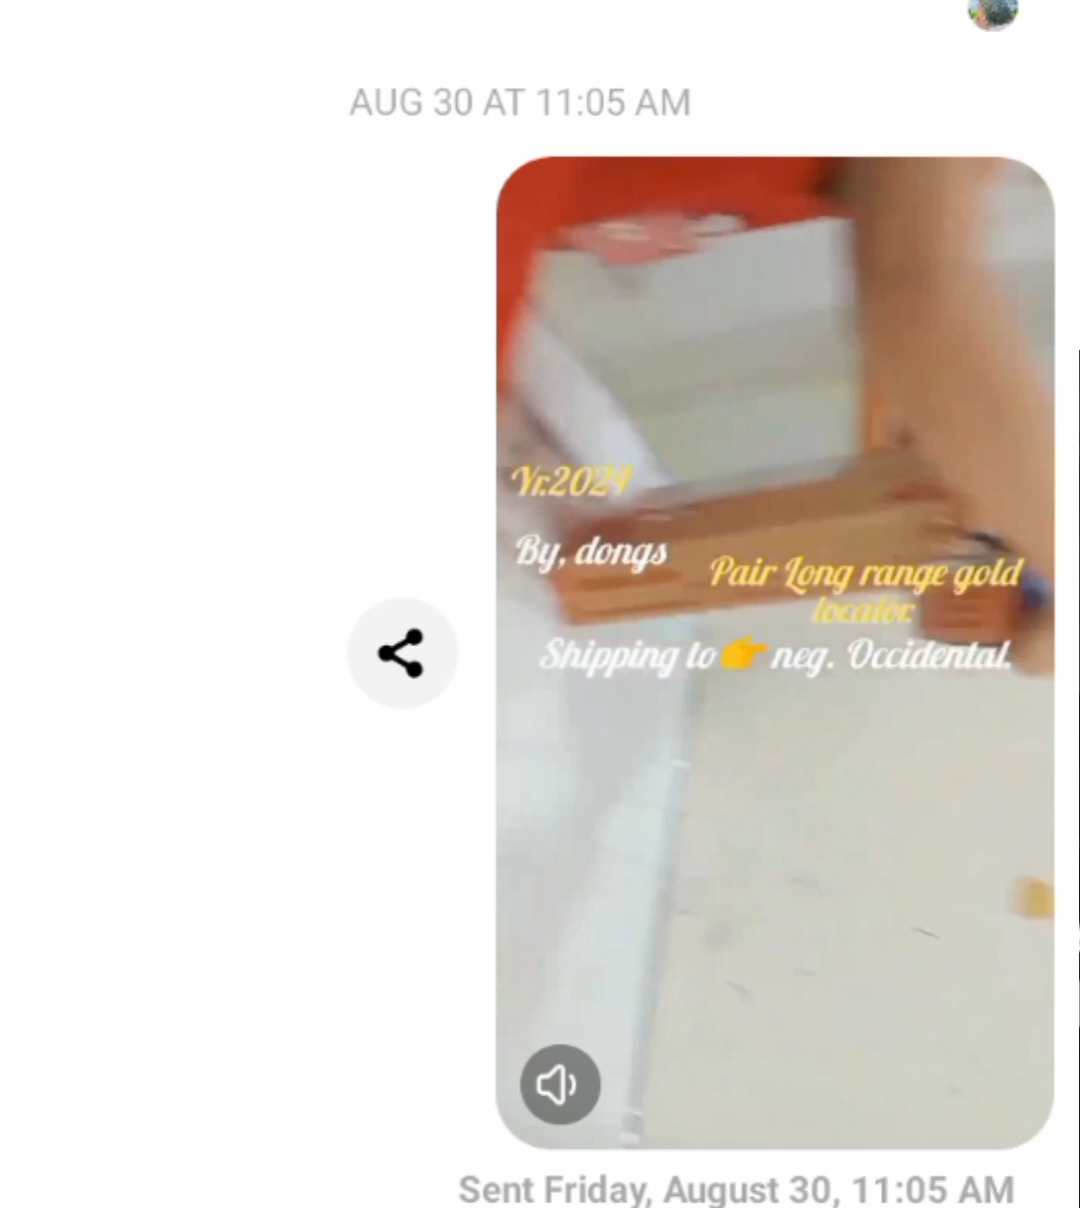 AUG 30 AT 11:05 AM
Yr.2024
By, dongs
Pair Long range gold
locator.
Shipping to👉neg. Occidental.
Sent Friday, August 30, 11:05 AM